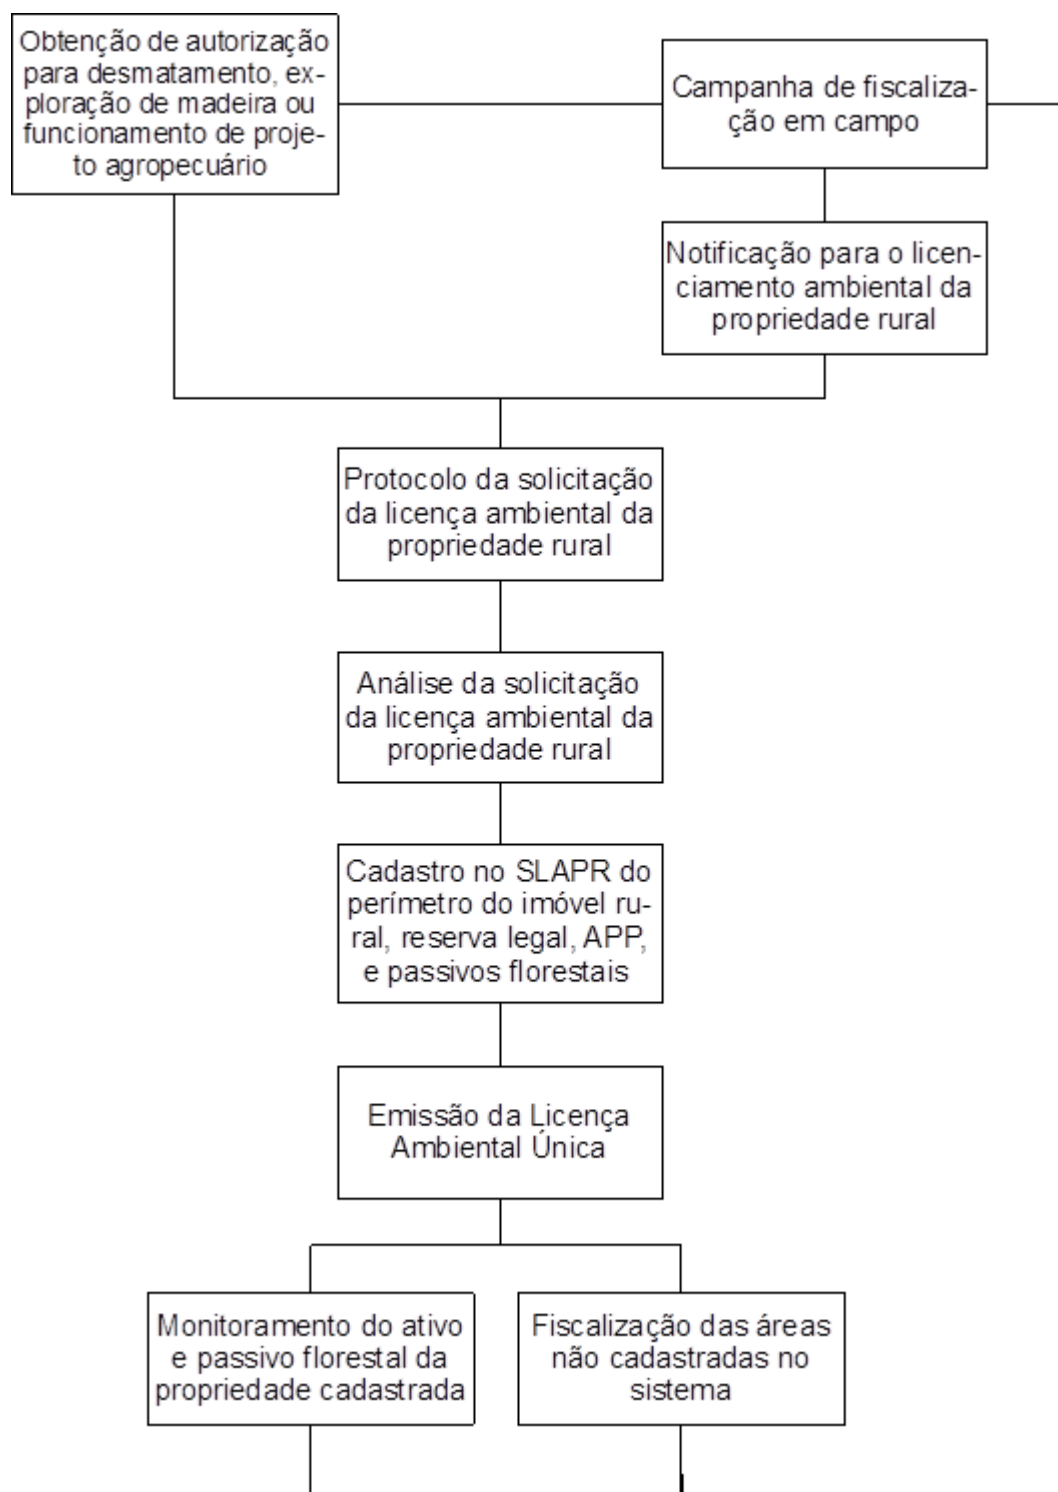 Obtenção de autorização
para desmatamento, ex-
ploração de madeira ou
funcionamento de proje-
to agropecuário
Campanha de fiscaliza-
ção em campo
Notificação para o licen-
ciamento ambiental da
propriedade rural
Protocolo da solicitação
da licença ambiental da
propriedade rural
Análise da solicitação
da licença ambiental da
propriedade rural
Cadastro no SLAPR do
perímetro do imóvel ru-
ral, reserva legal, APP,
e passivos florestais
Emissão da Licença
Ambiental Única
Monitoramento do ativo
e passivo florestal da
propriedade cadastrada
Fiscalização das áreas
não cadastradas no
sistema